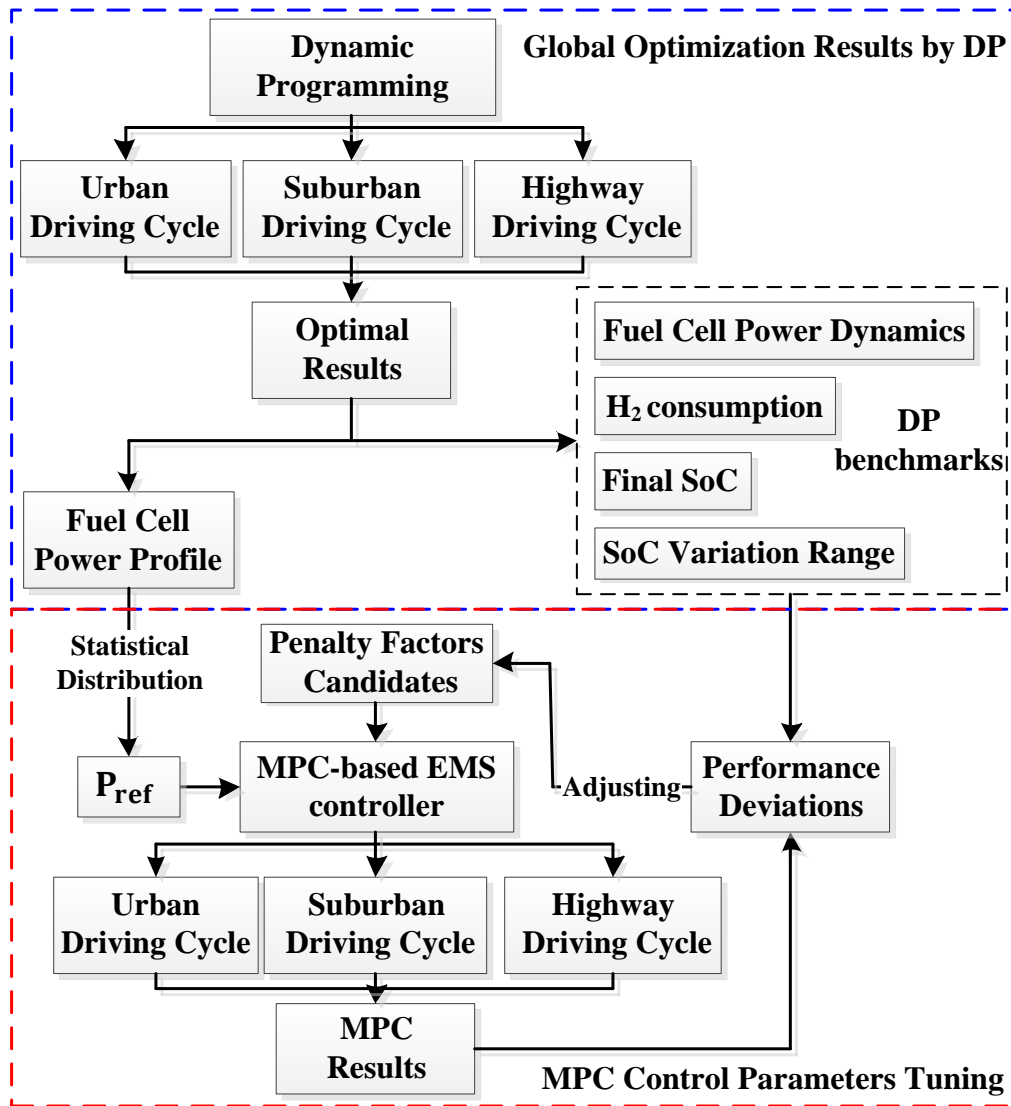 Dynamic
Programming
Global Optimization Results by DP
Urban
Driving Cycle
Suburban
Driving Cycle
Highway
Driving Cycle
Optimal
Results
Fuel Cell Power Dynamics
H₂ consumption
DP
benchmarks
Final SoC
SoC Variation Range
Fuel Cell
Power Profile
Statistical
Distribution
Penalty Factors
Candidates
P_ref
MPC-based EMS
controller
Adjusting
Performance
Deviations
Urban
Driving Cycle
Suburban
Driving Cycle
Highway
Driving Cycle
MPC
Results
MPC Control Parameters Tuning